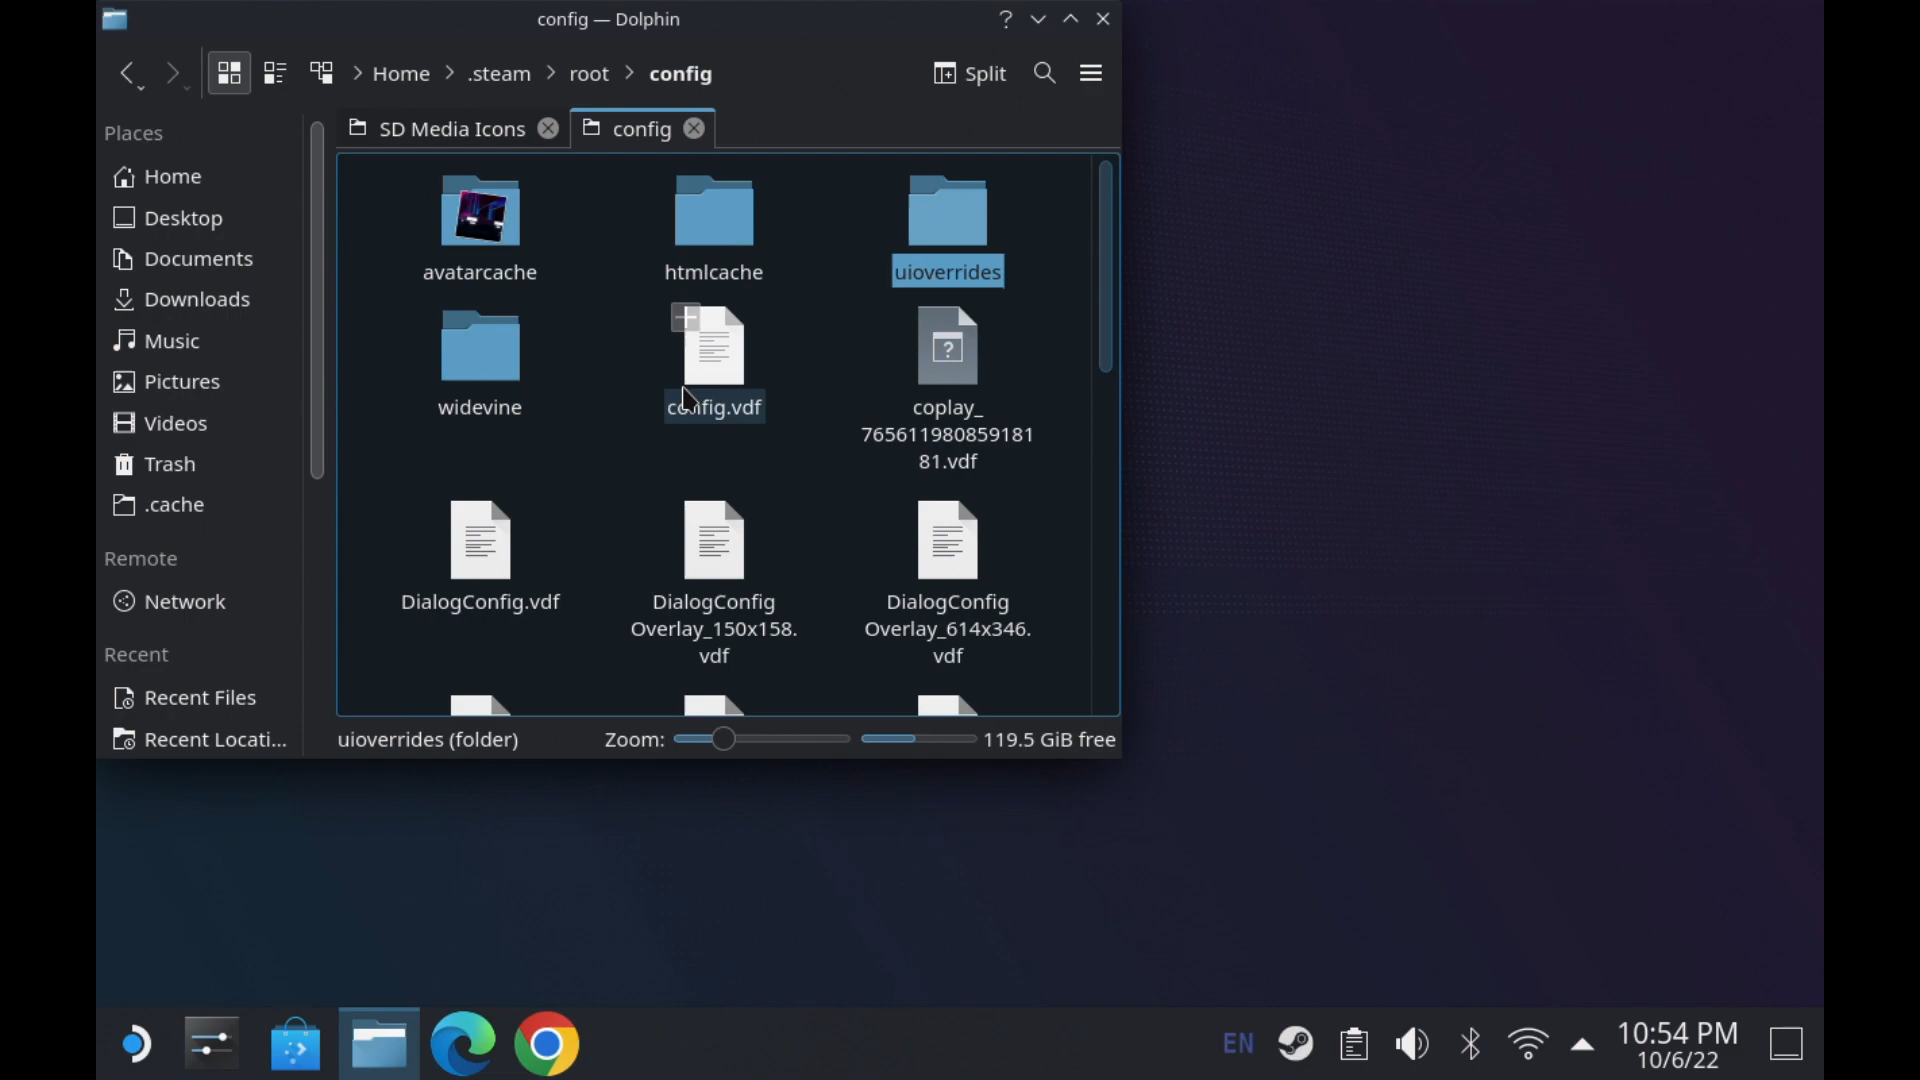 config — Dolphin
Home
.steam
root
config
Split
SD Media Icons
config
Places
Home
Desktop
Documents
Downloads
Music
Pictures
Videos
Trash
.cache
Remote
Network
Recent
Recent Files
Recent Locati...
avatarcache
htmlcache
uioverrides
widevine
config.vdf
coplay_
765611980859181
81.vdf
DialogConfig.vdf
DialogConfig
Overlay_150x158.
vdf
DialogConfig
Overlay_614x346.
vdf
uioverrides (folder)
Zoom:
119.5 GiB free
EN
10:54 PM
10/6/22